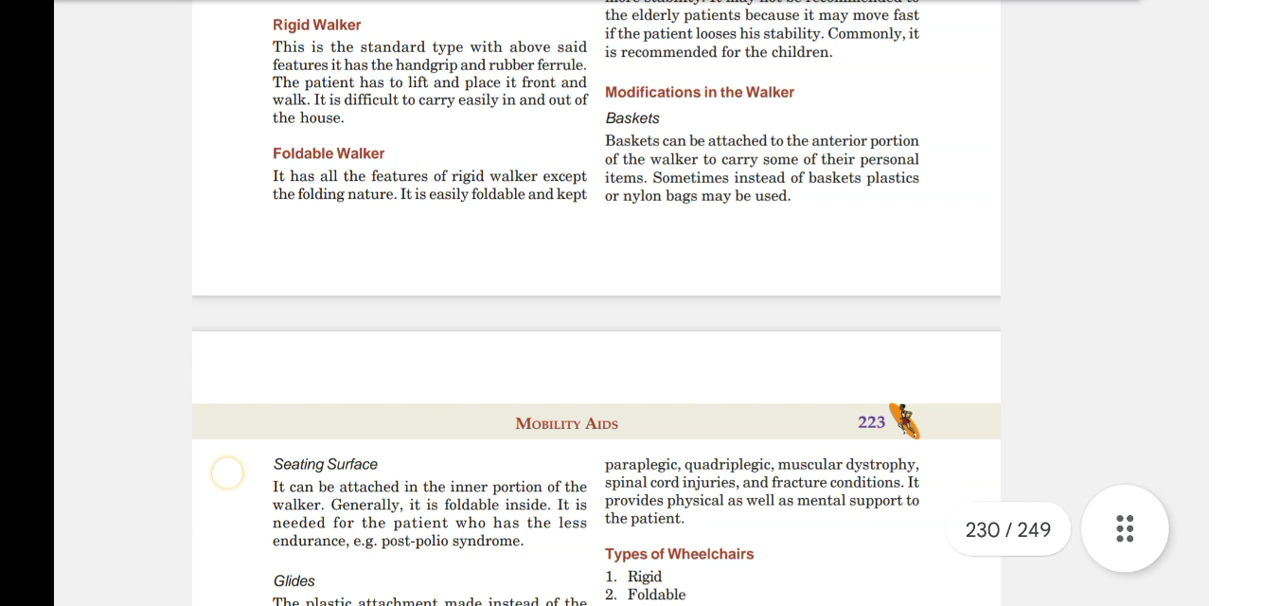 Rigid Walker
This is the standard type with above said
features it has the handgrip and rubber ferrule.
The patient has to lift and place it front and
walk. It is difficult to carry easily in and out of
the house.
Foldable Walker
It has all the features of rigid walker except
the folding nature. It is easily foldable and kept
the elderly patients because it may move fast
if the patient looses his stability. Commonly, it
is recommended for the children.
Modifications in the Walker
Baskets
Baskets can be attached to the anterior portion
of the walker to carry some of their personal
items. Sometimes instead of baskets plastics
or nylon bags may be used.
MOBILITY AIDS
223
Seating Surface
It can be attached in the inner portion of the
walker. Generally, it is foldable inside. It is
needed for the patient who has the less
endurance, e.g. post-polio syndrome.
Glides
The plastic attachment made instead of the
paraplegic, quadriplegic, muscular dystrophy,
spinal cord injuries, and fracture conditions. It
provides physical as well as mental support to
the patient.
Types of Wheelchairs
1. Rigid
2. Foldable
230 / 249